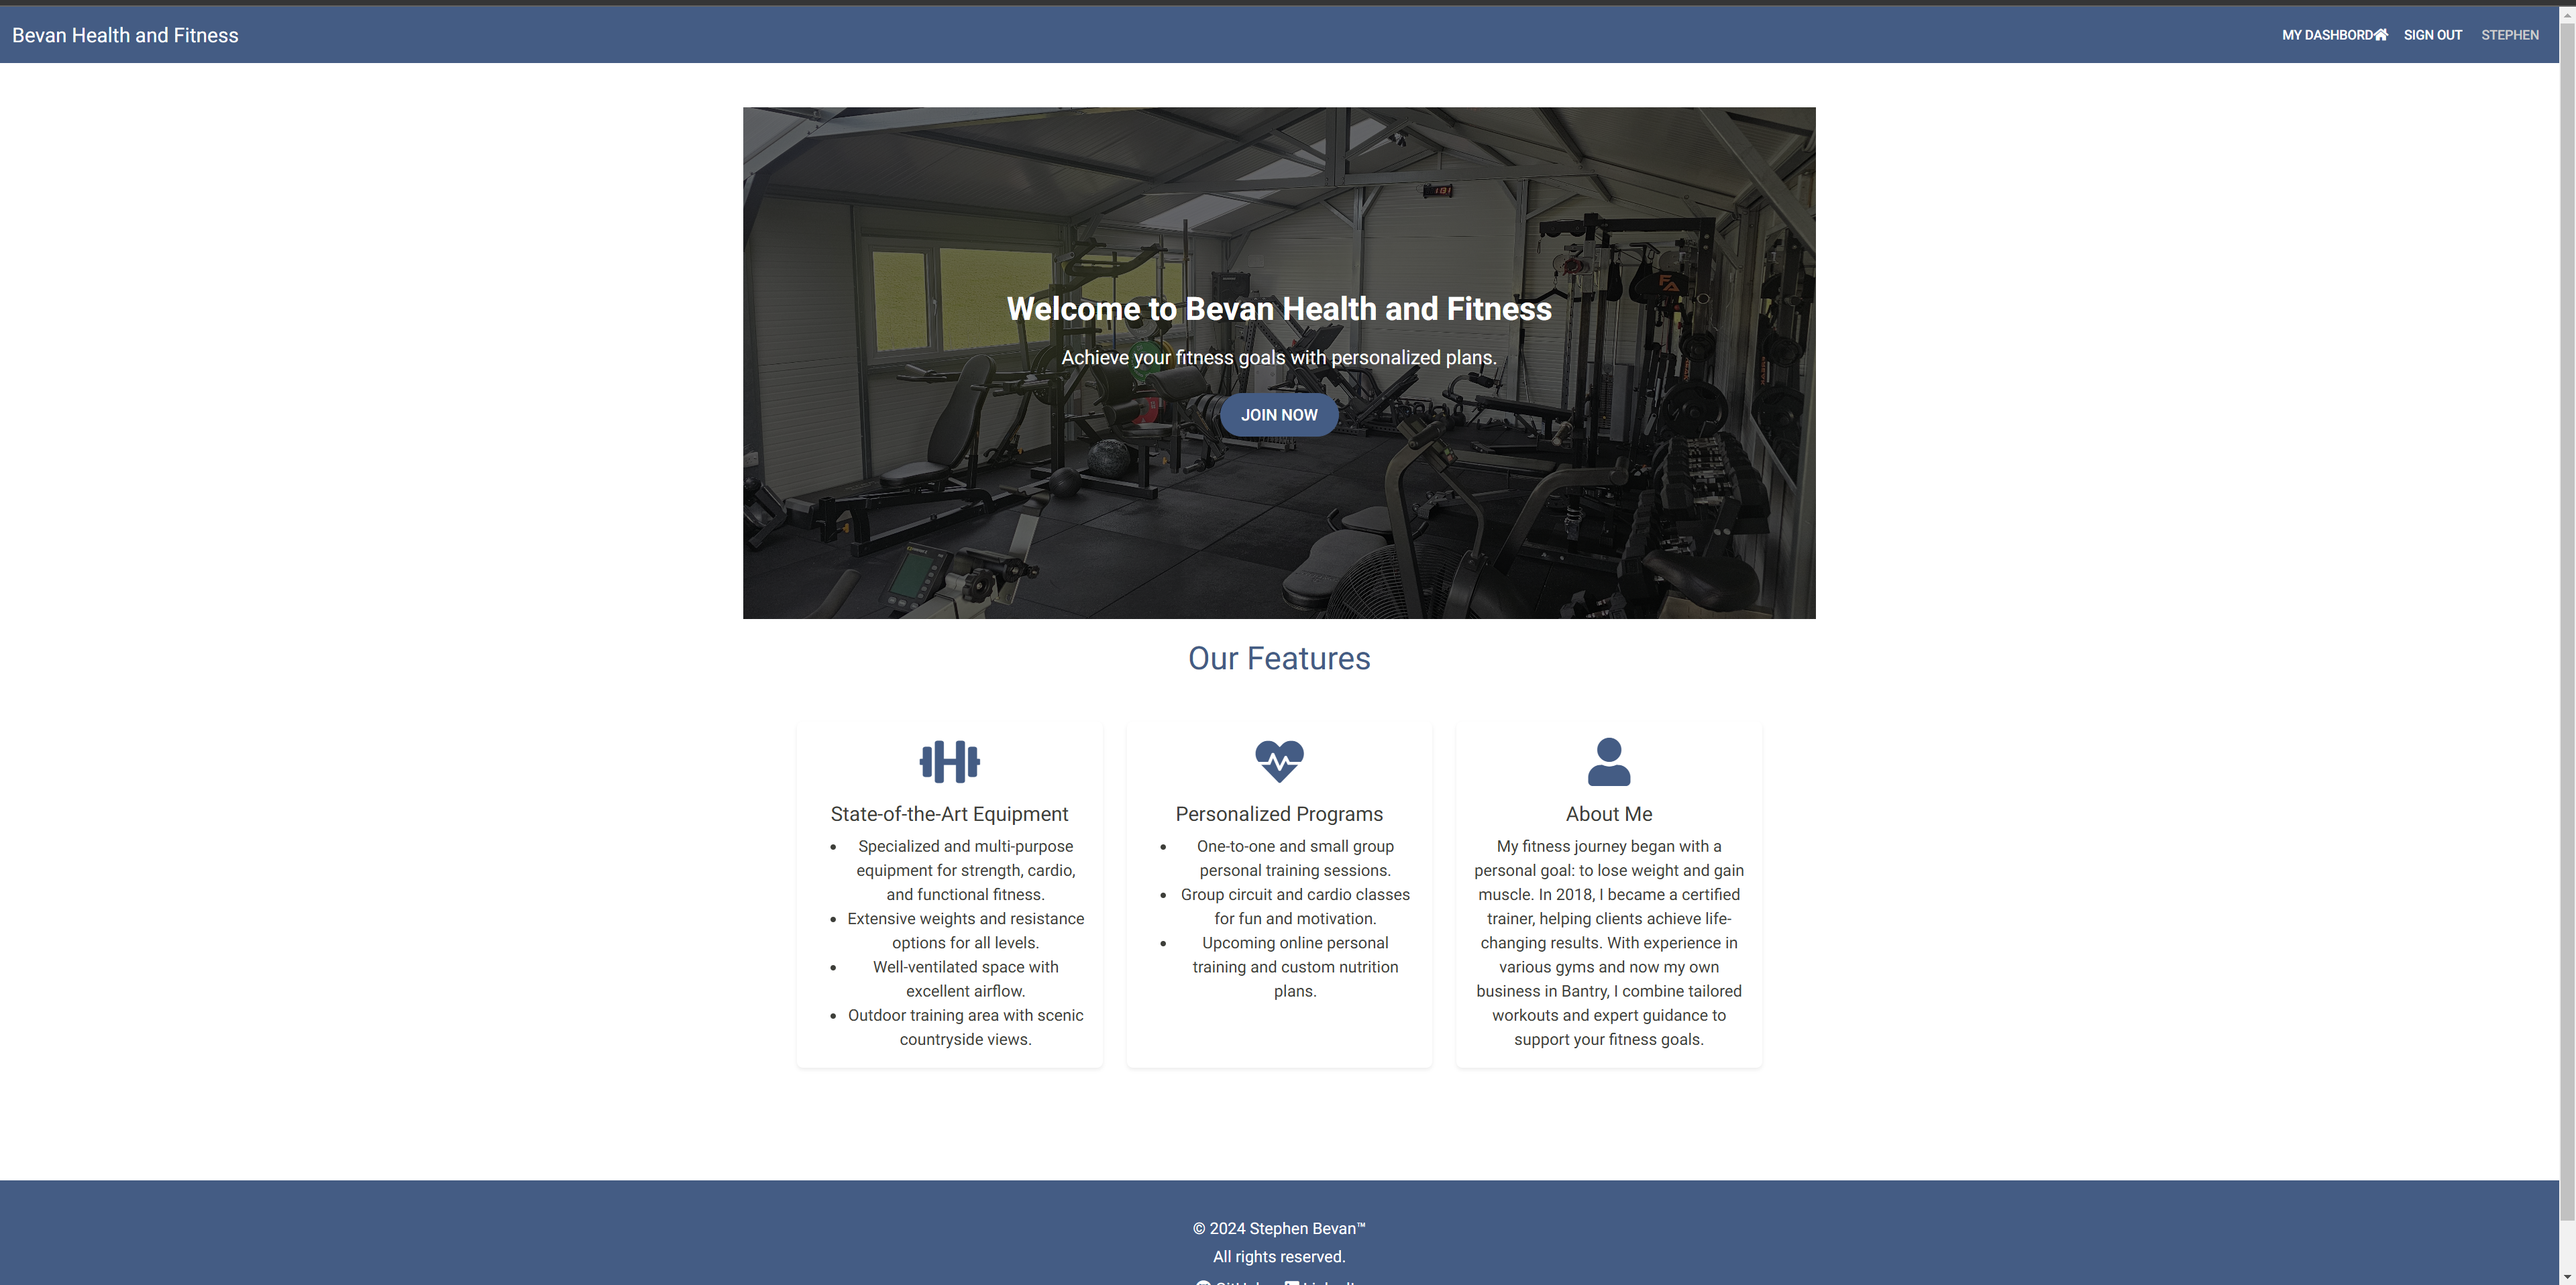 Bevan Health and Fitness
MY DASHBORD SIGN OUT STEPHEN
Welcome to Bevan Health and Fitness
Achieve your fitness goals with personalized plans.
JOIN NOW
Our Features
State-of-the-Art Equipment
• Specialized and multi-purpose
equipment for strength, cardio,
and functional fitness.
• Extensive weights and resistance
options for all levels.
• Well-ventilated space with
excellent airflow.
• Outdoor training area with scenic
countryside views.
Personalized Programs
• One-to-one and small group
personal training sessions.
• Group circuit and cardio classes
for fun and motivation.
• Upcoming online personal
training and custom nutrition
plans.
About Me
My fitness journey began with a
personal goal: to lose weight and gain
muscle. In 2018, I became a certified
trainer, helping clients achieve life-
changing results. With experience in
various gyms and now my own
business in Bantry, I combine tailored
workouts and expert guidance to
support your fitness goals.
© 2024 Stephen Bevan™
All rights reserved.